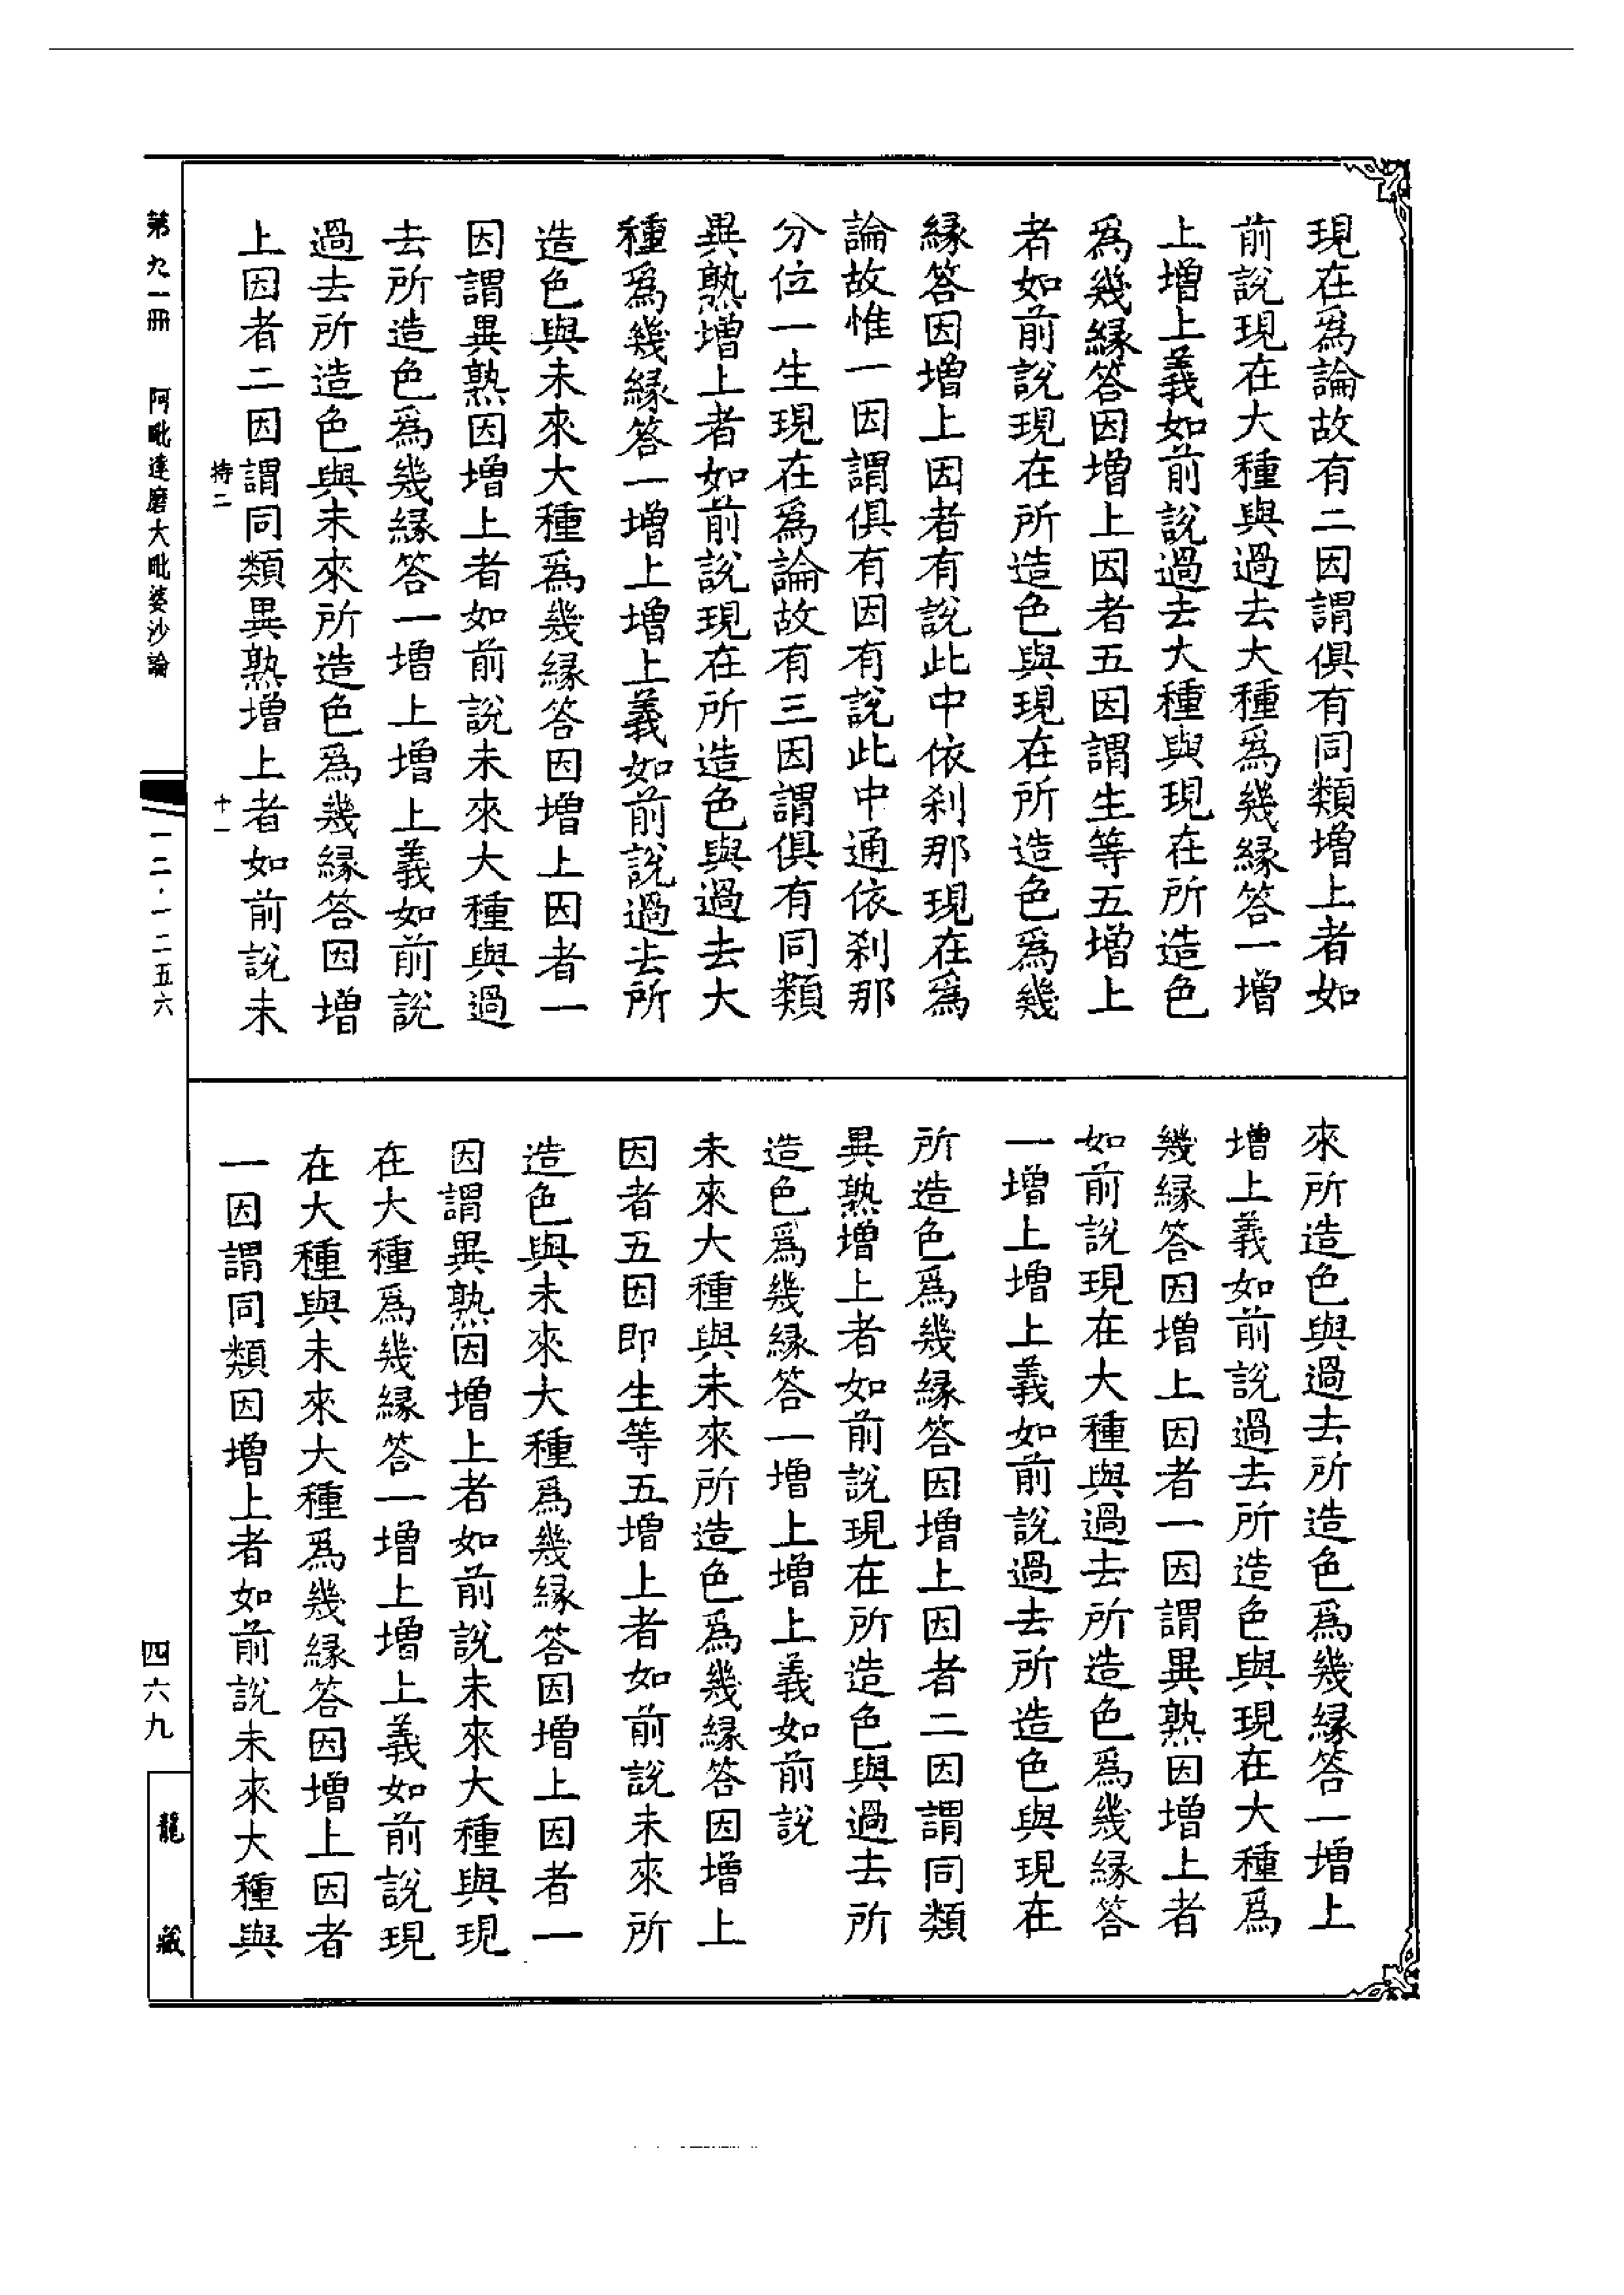 現在爲論故有二因謂俱有同類增上者如
前說現在大種與過去大種爲幾緣答一增
上增上義如前說過去大種與現在所造色
爲幾緣答因增上因者五因謂生等五增上
者如前說現在所造色與現在所造色爲幾
緣答因增上因者有說此中依刹那現在爲
論故惟一因謂俱有因有說此中通依刹那
分位一生現在爲論故有三因謂俱有同類
異熟增上者如前說現在所造色與過去大
種爲幾緣答一增上增上義如前說過去所
造色與未來大種爲幾緣答因增上因者一
因謂異熟因增上者如前說未來大種與過
去所造色爲幾緣答一增上增上義如前說
過去所造色與未來所造色爲幾緣答因增
上因者二因謂同類異熟增上者如前說未
特二
十一
來所造色與過去所造色爲幾緣答一增上
增上義如前說過去所造色與現在大種爲
幾緣答因增上因者一因謂異熟因增上者
如前說現在大種與過去所造色爲幾緣答
一增上增上義如前說過去所造色與現在
所造色爲幾緣答因增上因者二因謂同類
異熟增上者如前說現在所造色與過去所
造色爲幾緣答一增上增上義如前說
未來大種與未來所造色爲幾緣答因增上
因者五因即生等五增上者如前說未來所
造色與未來大種爲幾緣答因增上因者一
因謂異熟因增上者如前說未來大種與現
在大種爲幾緣答一增上增上義如前說現
在大種與未來大種爲幾緣答因增上因者
一因謂同類因增上者如前說未來大種與
第九一冊 阿毗達磨大毗婆沙論
一二·一二五六
四六九
龍藏